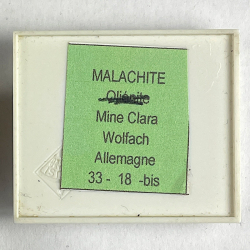 MALACHITE
Olivénite
Mine Clara
Wolfach
Allemagne
33 - 18 -bis